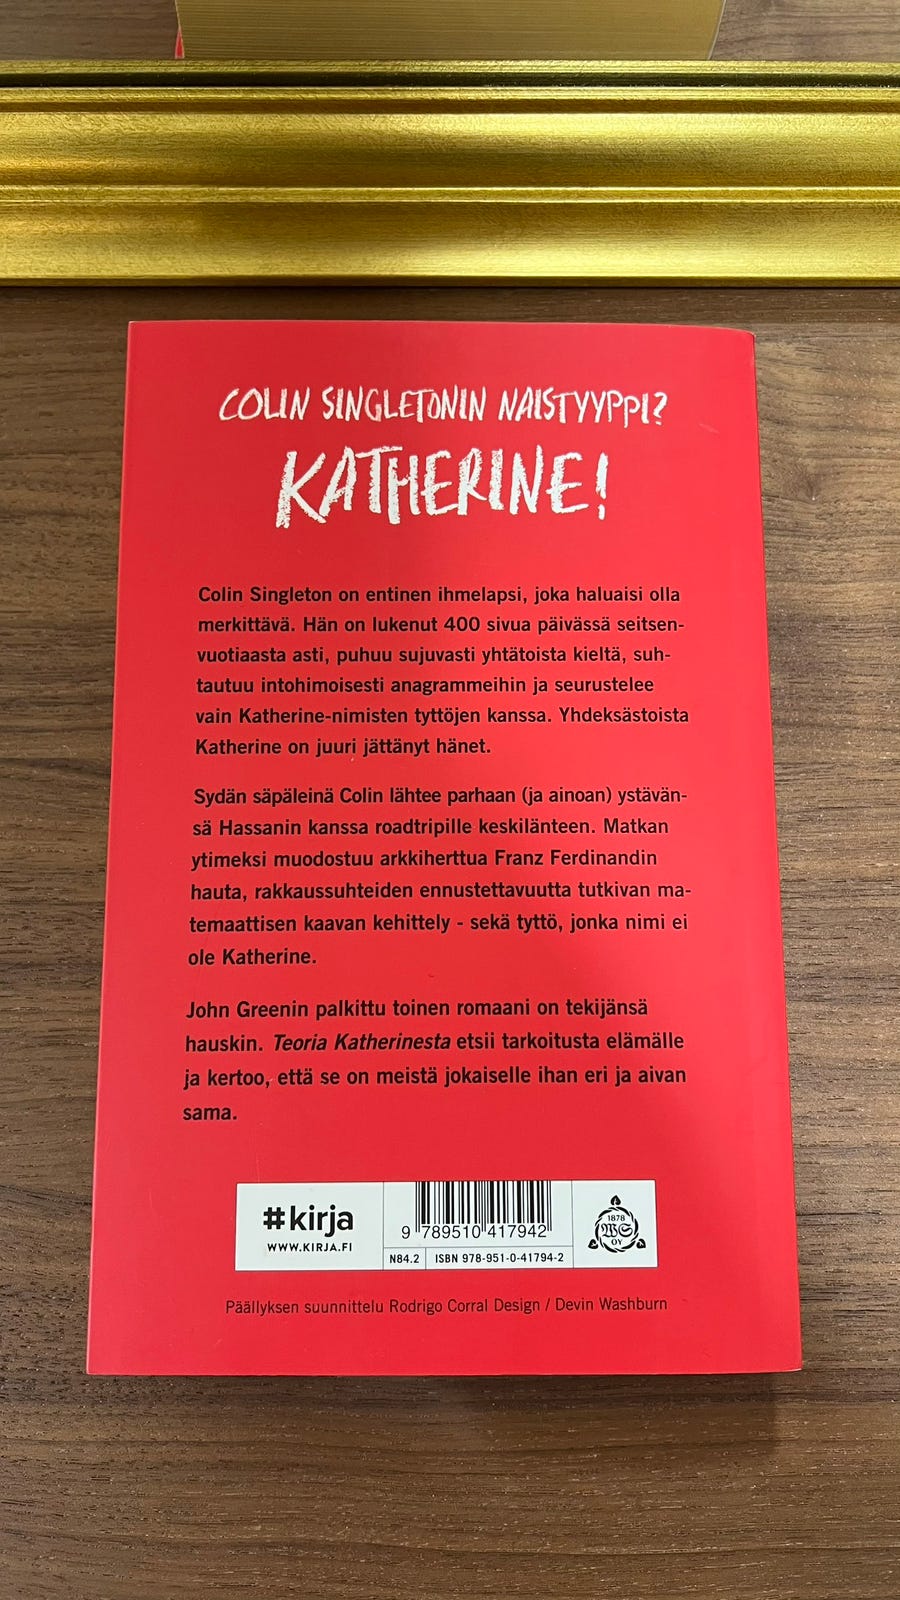 COLIN SINGLETONIN NAISTYYPPI?
KATHERINE!
Colin Singleton on entinen ihmelapsi, joka haluaisi olla
merkittävä. Hän on lukenut 400 sivua päivässä seitsen-
vuotiaasta asti, puhuu sujuvasti yhtätoista kieltä, suh-
tautuu intohimoisesti anagrammeihin ja seurustelee
vain Katherine-nimisten tyttöjen kanssa. Yhdeksästoista
Katherine on juuri jättänyt hänet.
Sydän säpäleinä Colin lähtee parhaan (ja ainoan) ystävän-
sä Hassanin kanssa roadtripille keskilänteen. Matkan
ytimeksi muodostuu arkkiherttua Franz Ferdinandin
hauta, rakkaussuhteiden ennustettavuutta tutkivan ma-
temaattisen kaavan kehittely - sekä tyttö, jonka nimi ei
ole Katherine.
John Greenin palkittu toinen romaani on tekijänsä
hauskin. Teoria Katherinesta etsii tarkoitusta elämälle
ja kertoo, että se on meistä jokaiselle ihan eri ja aivan
sama.
#kirja
WWW.KIRJA.FI
9 789510 417942
N84.2
ISBN 978-951-0-41794-2
1878
WS
OY
Päällyksen suunnittelu Rodrigo Corral Design / Devin Washburn